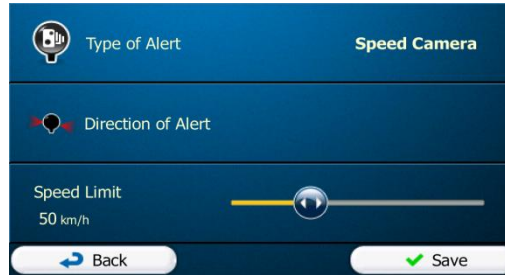 Type of Alert Speed Camera
Direction of Alert
Speed Limit
50 km/h
Back Save